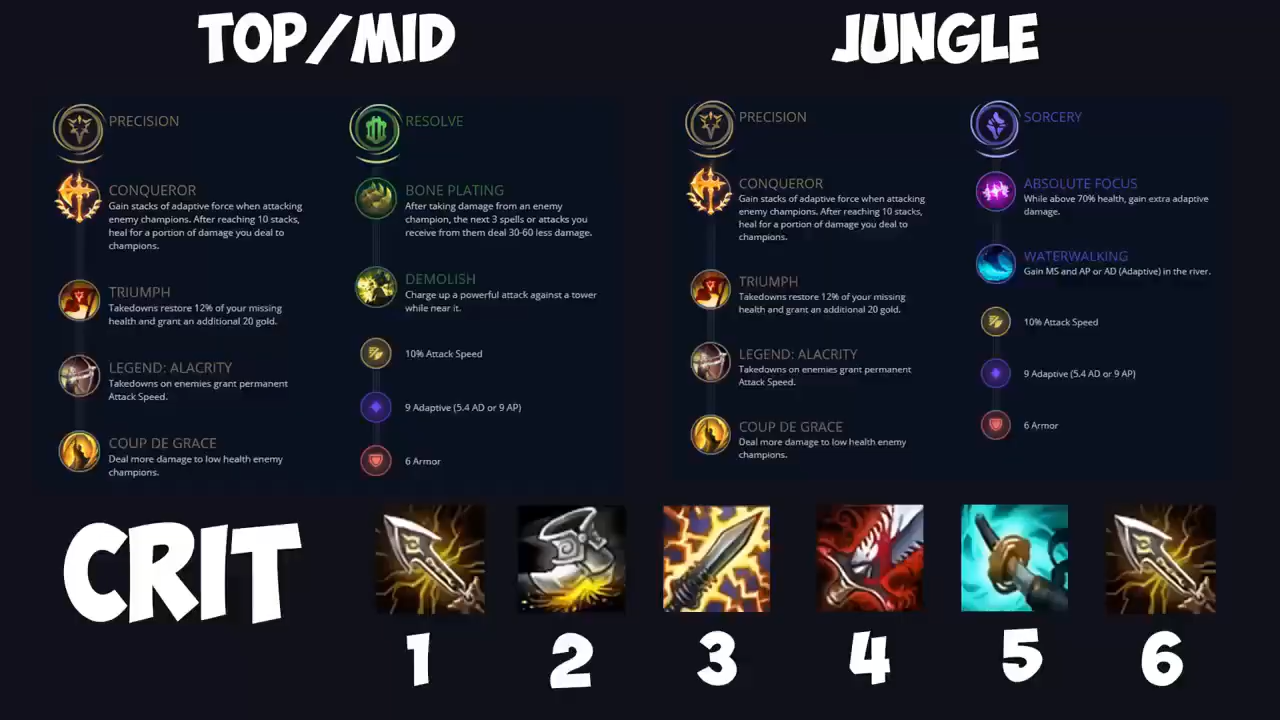 TOP/MID
PRECISION
CONQUEROR
Gain stacks of adaptive force when attacking
enemy champions. After reaching 10 stacks,
heal for a portion of damage you deal to
champions.
TRIUMPH
Takedowns restore 12% of your missing
health and grant an additional 20 gold.
LEGEND: ALACRITY
Takedowns on enemies grant permanent
Attack Speed.
COUP DE GRACE
Deal more damage to low health enemy
champions.
RESOLVE
BONE PLATING
After taking damage from an enemy
champion, the next 3 spells or attacks you
receive from them deal 30-60 less damage.
DEMOLISH
Charge up a powerful attack against a tower
while near it.
10% Attack Speed
9 Adaptive (5.4 AD or 9 AP)
6 Armor
JUNGLE
PRECISION
CONQUEROR
Gain stacks of adaptive force when attacking
enemy champions. After reaching 10 stacks,
heal for a portion of damage you deal to
champions.
TRIUMPH
Takedowns restore 12% of your missing
health and grant an additional 20 gold.
LEGEND: ALACRITY
Takedowns on enemies grant permanent
Attack Speed.
COUP DE GRACE
Deal more damage to low health enemy
champions.
SORCERY
ABSOLUTE FOCUS
While above 70% health, gain extra adaptive
damage.
WATERWALKING
Gain MS and AP or AD (Adaptive) in the river.
10% Attack Speed
9 Adaptive (5.4 AD or 9 AP)
6 Armor
CRIT
1 2 3 4 5 6